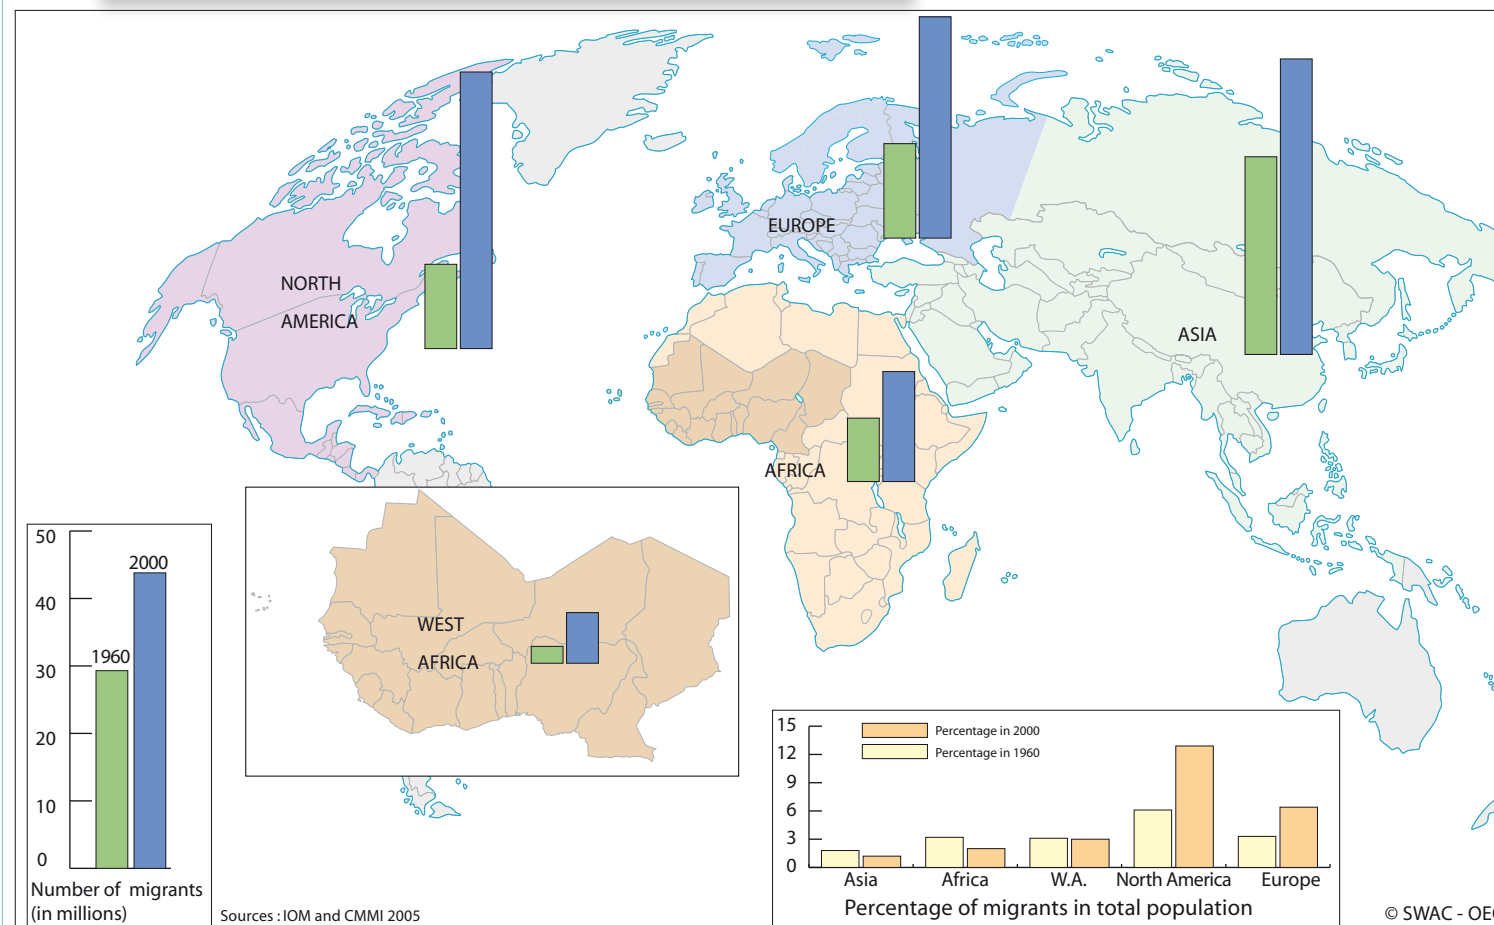 NORTH
AMERICA
EUROPE
ASIA
AFRICA
WEST
AFRICA
50
40
30
20
10
0
1960
2000
Number of migrants
(in millions)
Sources : IOM and CMMI 2005
15
12
9
6
3
0
Percentage in 2000
Percentage in 1960
Asia
Africa
W.A.
North America
Europe
Percentage of migrants in total population
© SWAC - OE